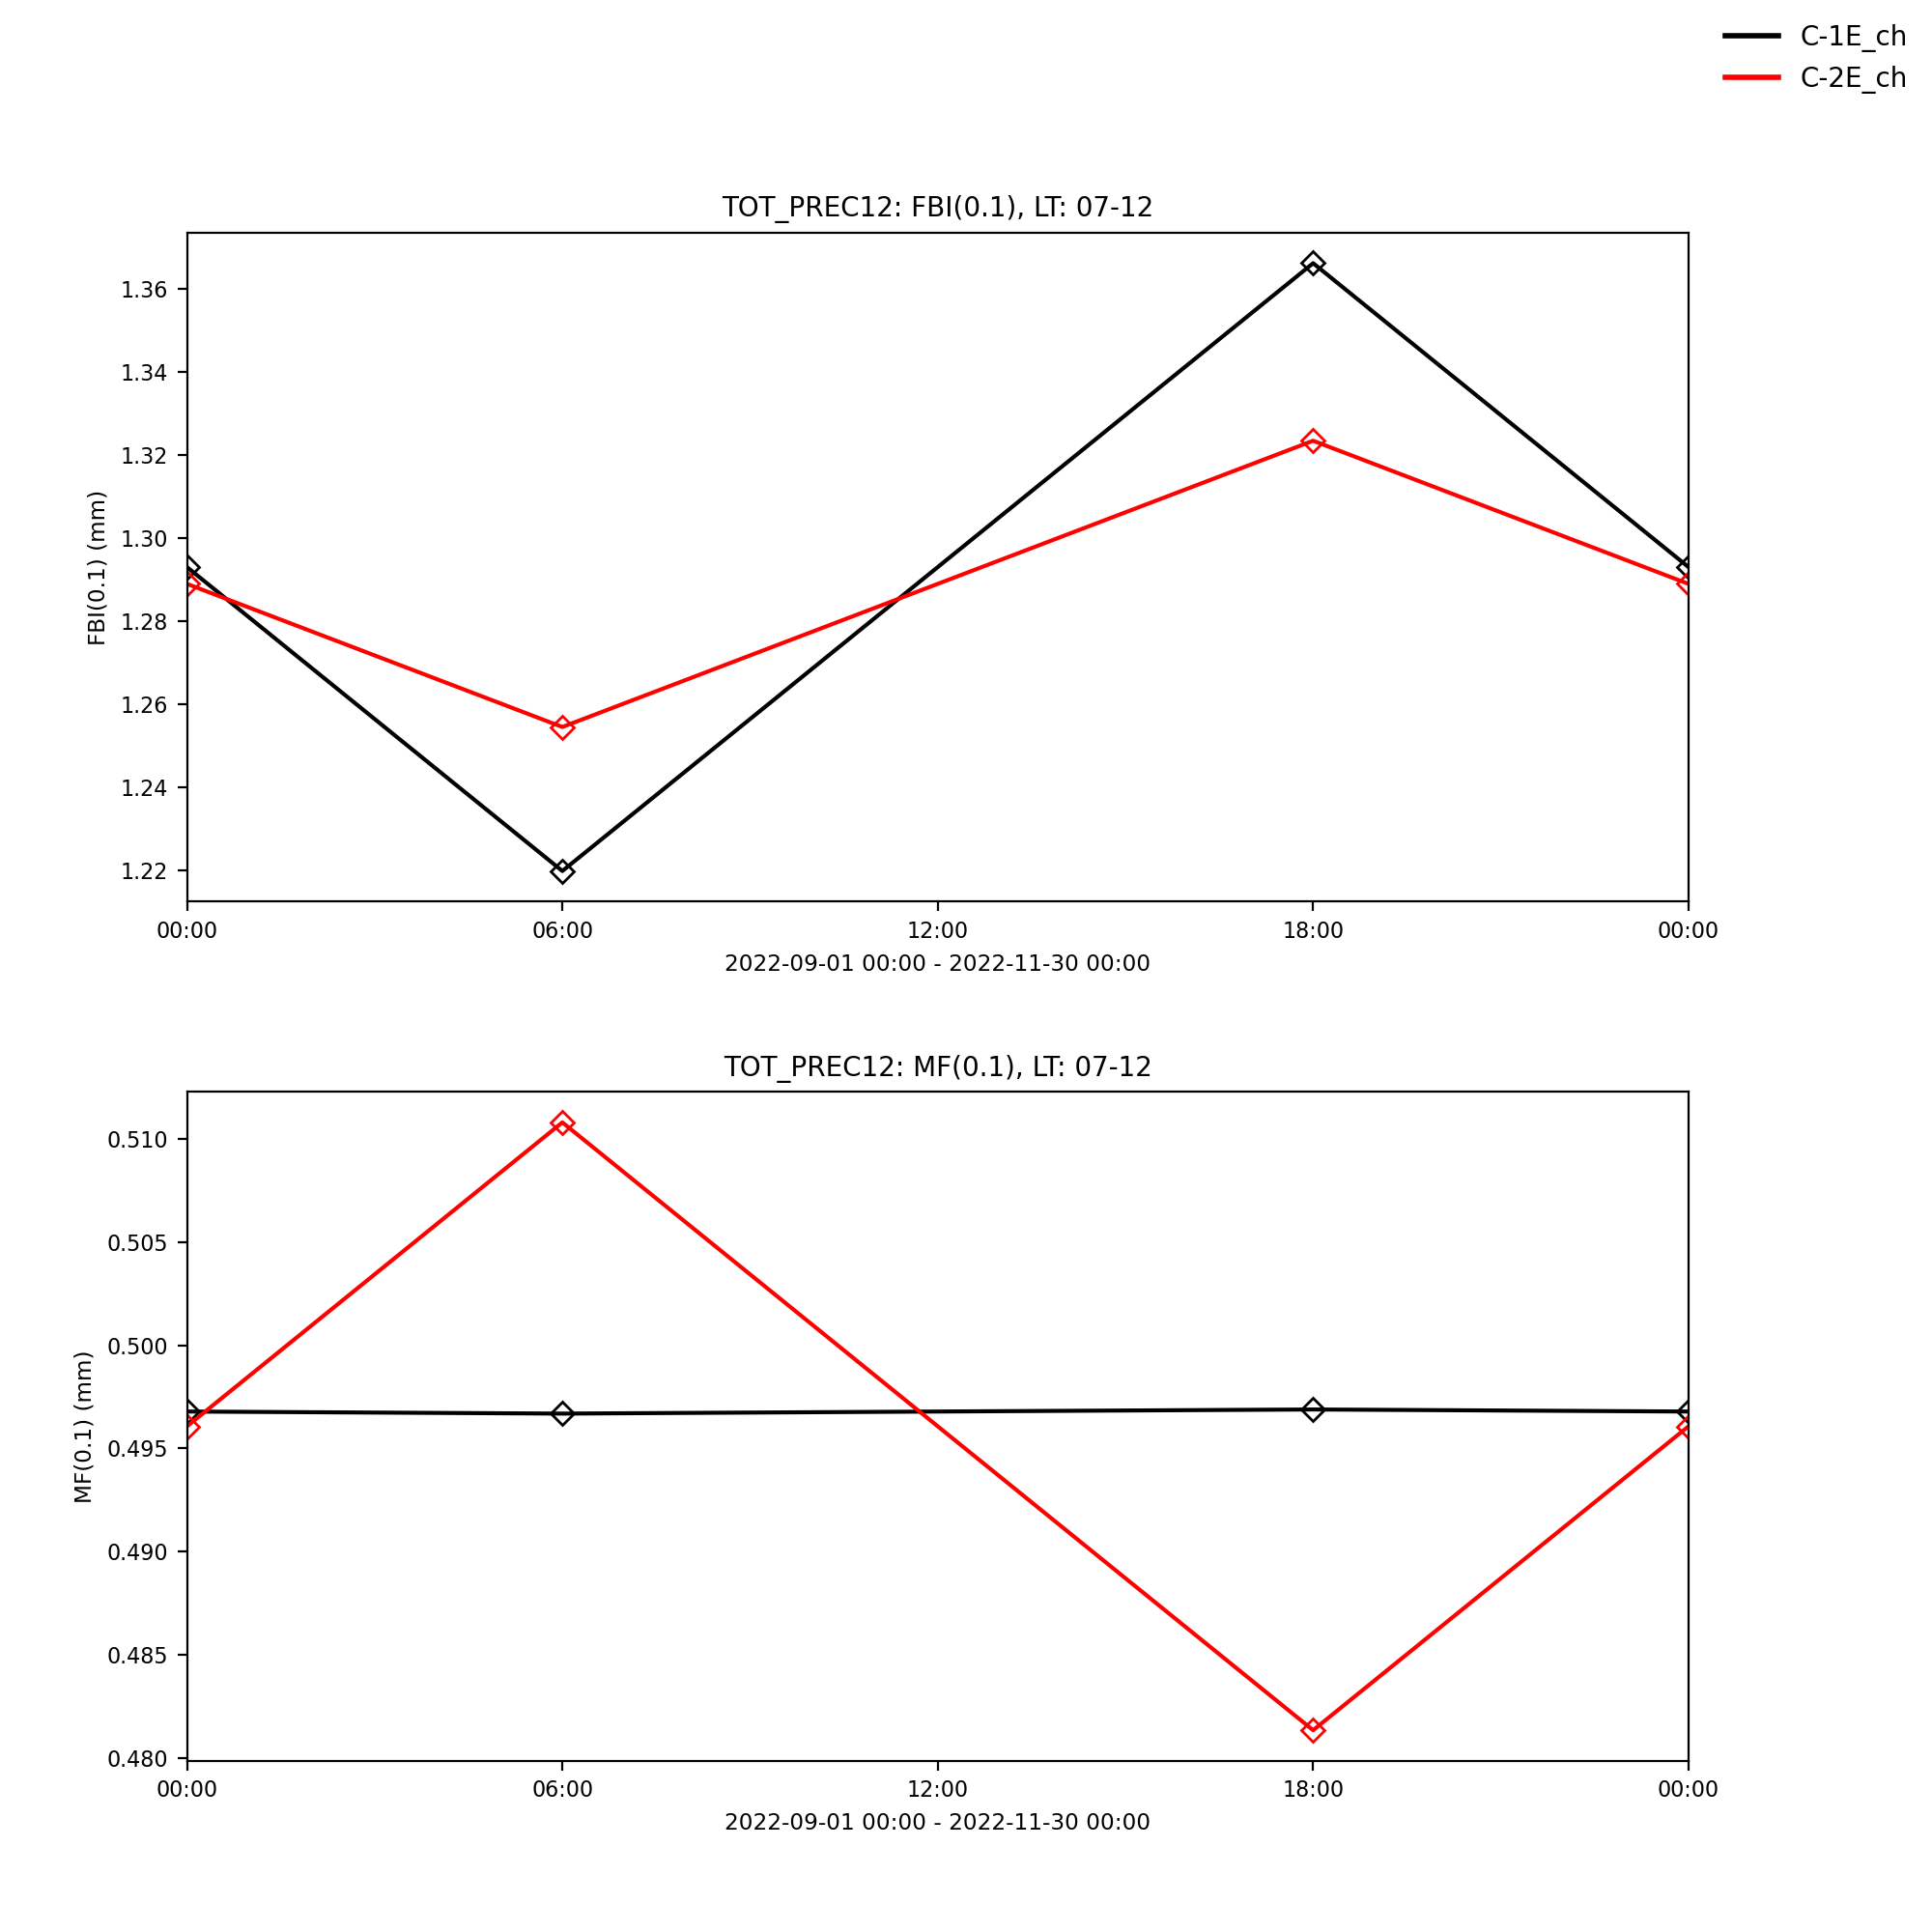 C-1E_ch
C-2E_ch
TOT_PREC12: FBI(0.1), LT: 07-12
FBI(0.1) (mm)
1.36
1.34
1.32
1.30
1.28
1.26
1.24
1.22
00:00 06:00 12:00 18:00 00:00
2022-09-01 00:00 - 2022-11-30 00:00
TOT_PREC12: MF(0.1), LT: 07-12
MF(0.1) (mm)
0.510
0.505
0.500
0.495
0.490
0.485
0.480
00:00 06:00 12:00 18:00 00:00
2022-09-01 00:00 - 2022-11-30 00:00